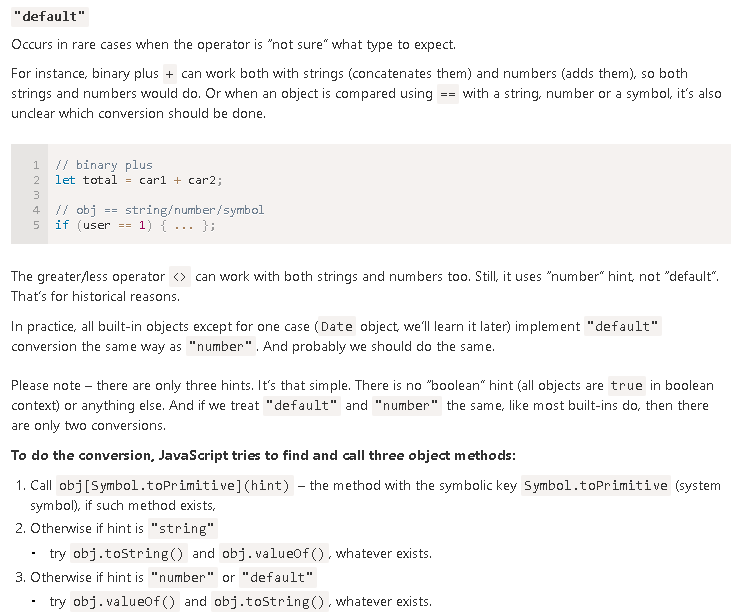 "default"
Occurs in rare cases when the operator is “not sure” what type to expect.
For instance, binary plus + can work both with strings (concatenates them) and numbers (adds them), so both
strings and numbers would do. Or when an object is compared using == with a string, number or a symbol, it’s also
unclear which conversion should be done.
1 // binary plus
2 let total = car1 + car2;
3
4 // obj == string/number/symbol
5 if (user == 1) { ... };
The greater/less operator <> can work with both strings and numbers too. Still, it uses “number” hint, not “default”.
That’s for historical reasons.
In practice, all built-in objects except for one case (Date object, we’ll learn it later) implement "default"
conversion the same way as "number". And probably we should do the same.
Please note – there are only three hints. It’s that simple. There is no “boolean” hint (all objects are true in boolean
context) or anything else. And if we treat "default" and "number" the same, like most built-ins do, then there
are only two conversions.
To do the conversion, JavaScript tries to find and call three object methods:
1. Call obj[Symbol.toPrimitive](hint) – the method with the symbolic key Symbol.toPrimitive (system
symbol), if such method exists,
2. Otherwise if hint is "string"
• try obj.toString() and obj.valueOf(), whatever exists.
3. Otherwise if hint is "number" or "default"
• try obj.valueOf() and obj.toString(), whatever exists.